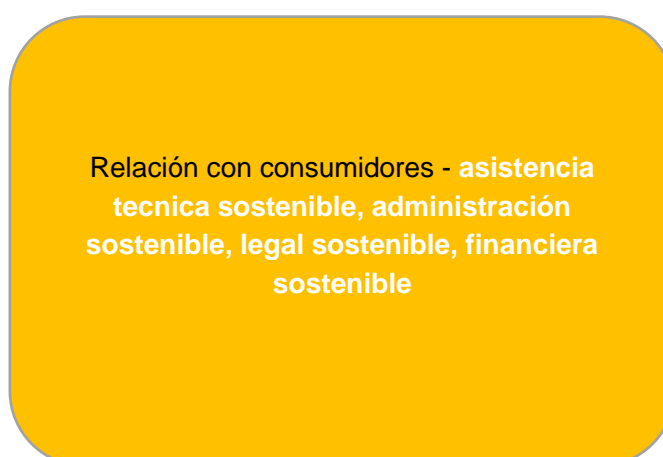 Relación con consumidores - asistencia
tecnica sostenible, administración
sostenible, legal sostenible, financiera
sostenible